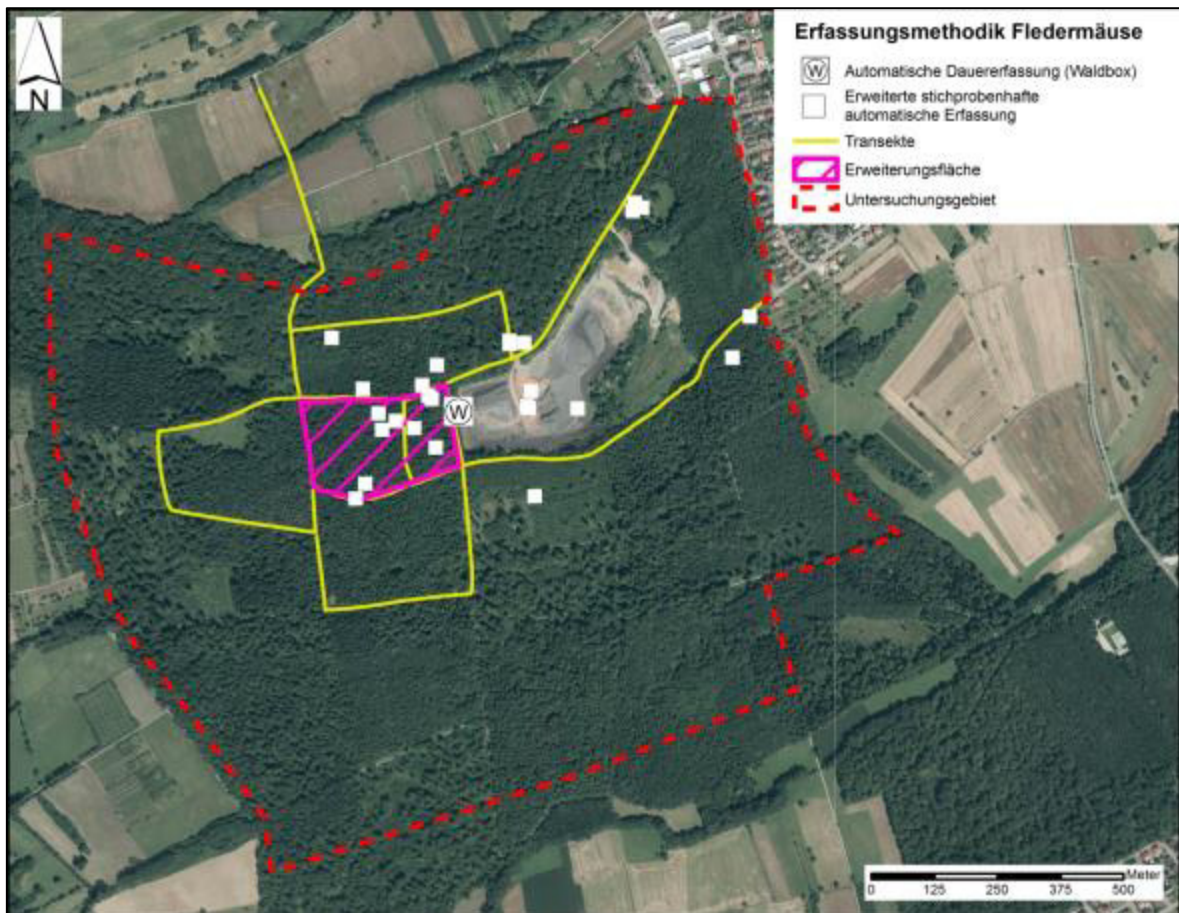 N
Erfassungsmethodik Fledermäuse
W Automatische Dauererfassung (Waldbox)
Erweiterte stichprobenhafte
automatische Erfassung
Transekte
Erweiterungsfläche
Untersuchungsgebiet
W
Meter
0 125 250 375 500